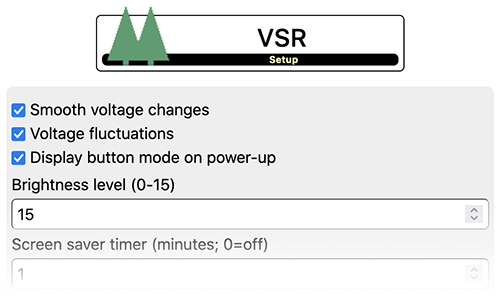 VSR
Setup
Smooth voltage changes
Voltage fluctuations
Display button mode on power-up
Brightness level (0-15)
15
Screen saver timer (minutes; 0=off)
1